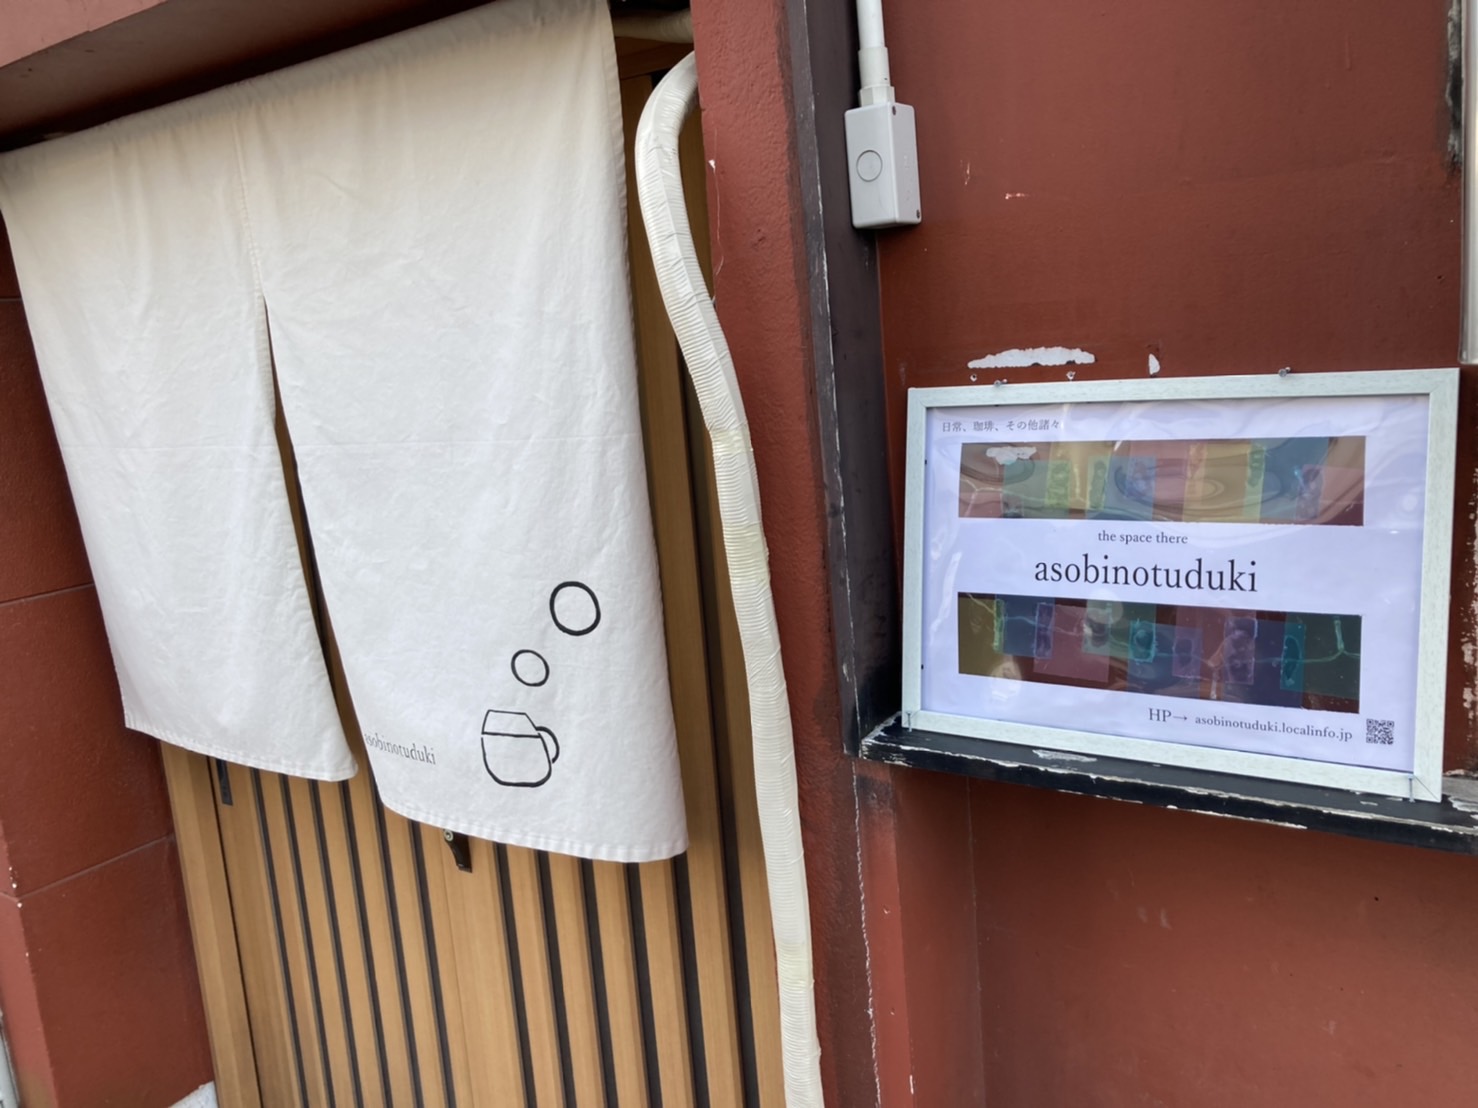 asobinotuduki
日常、珈琲、その他諸々
the space there
asobinotuduki
HP→ asobinotuduki.localinfo.jp